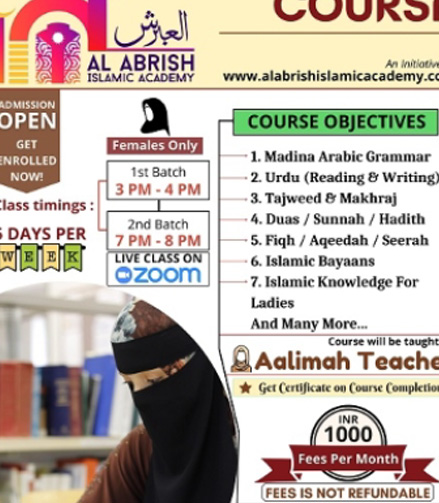 COURS
العبرش
AL ABRISH
ISLAMIC ACADEMY
An Initiative
www.alabrishislamicacademy.co
ADMISSION
OPEN
GET
ENROLLED
NOW!
Class timings :
DAYS PER
WEEK
Females Only
1st Batch
3 PM - 4 PM
2nd Batch
7 PM - 8 PM
LIVE CLASS ON
zoom
COURSE OBJECTIVES
1. Madina Arabic Grammar
2. Urdu (Reading & Writing)
3. Tajweed & Makhraj
4. Duas / Sunnah / Hadith
5. Fiqh / Aqeedah / Seerah
6. Islamic Bayaans
7. Islamic Knowledge For
Ladies
And Many More...
Course will be taught
Aalimah Teache
Get Certificate on Course Completion
INR
1000
Fees Per Month
FEES IS NOT REFUNDABLE